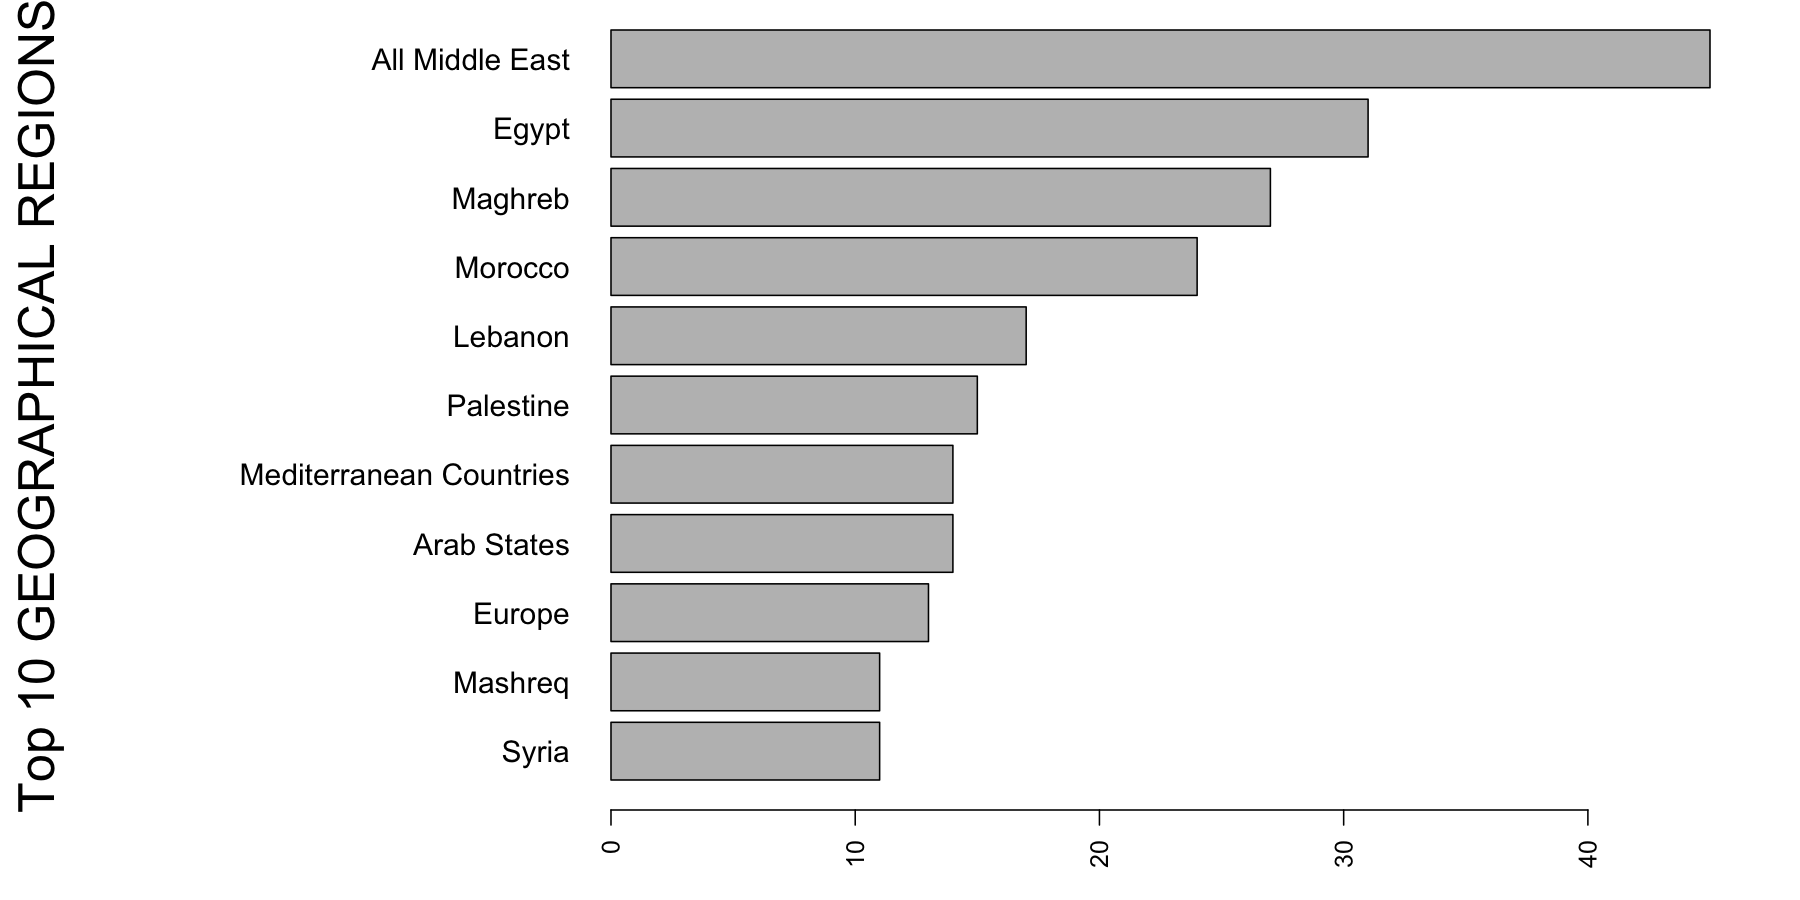 Top 10 GEOGRAPHICAL REGIONS
All Middle East
Egypt
Maghreb
Morocco
Lebanon
Palestine
Mediterranean Countries
Arab States
Europe
Mashreq
Syria
0
10
20
30
40